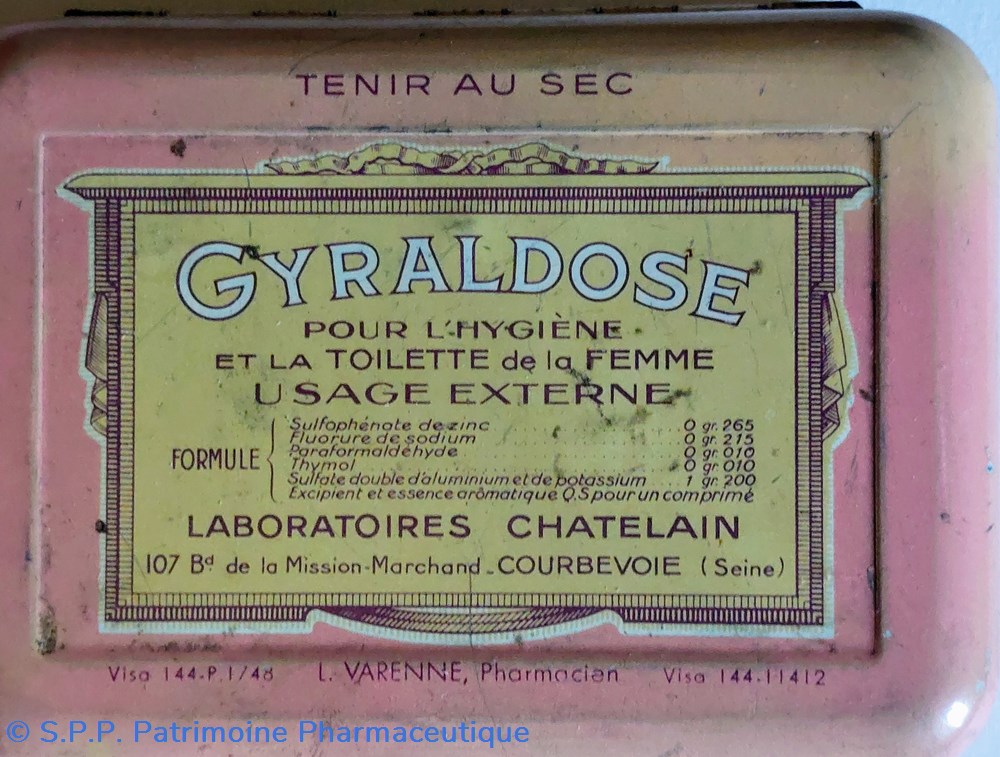 TENIR AU SEC
GYRALDOSE
POUR L'HYGIÈNE
ET LA TOILETTE de la FEMME
USAGE EXTERNE
FORMULE
Sulfophénate de zinc 0 gr. 265
Fluorure de sodium 0 gr. 215
Paraformaldéhyde 0 gr. 010
Thymol 0 gr. 010
Sulfate double d'aluminium et de potassium ... 1 gr. 200
Excipient et essence arômatique Q.S pour un comprimé
LABORATOIRES CHATELAIN
107 Bd de la Mission-Marchand - COURBEVOIE (Seine)
Visa 144.P.1/48 L. VARENNE, Pharmacien Visa 144.11412
© S.P.P. Patrimoine Pharmaceutique